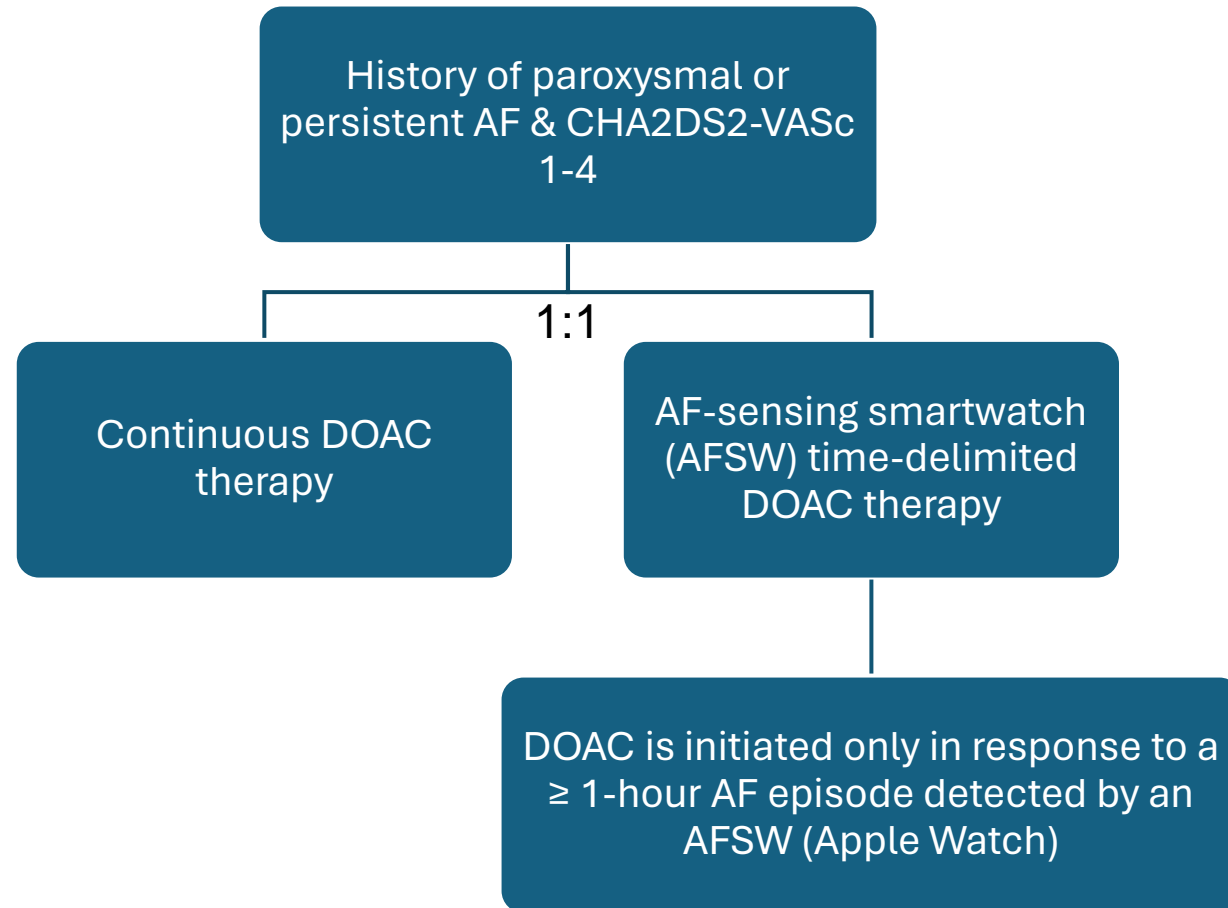 History of paroxysmal or
persistent AF & CHA2DS2-VASc
1-4
1:1
Continuous DOAC
therapy
AF-sensing smartwatch
(AFSW) time-delimited
DOAC therapy
DOAC is initiated only in response to a
≥ 1-hour AF episode detected by an
AFSW (Apple Watch)